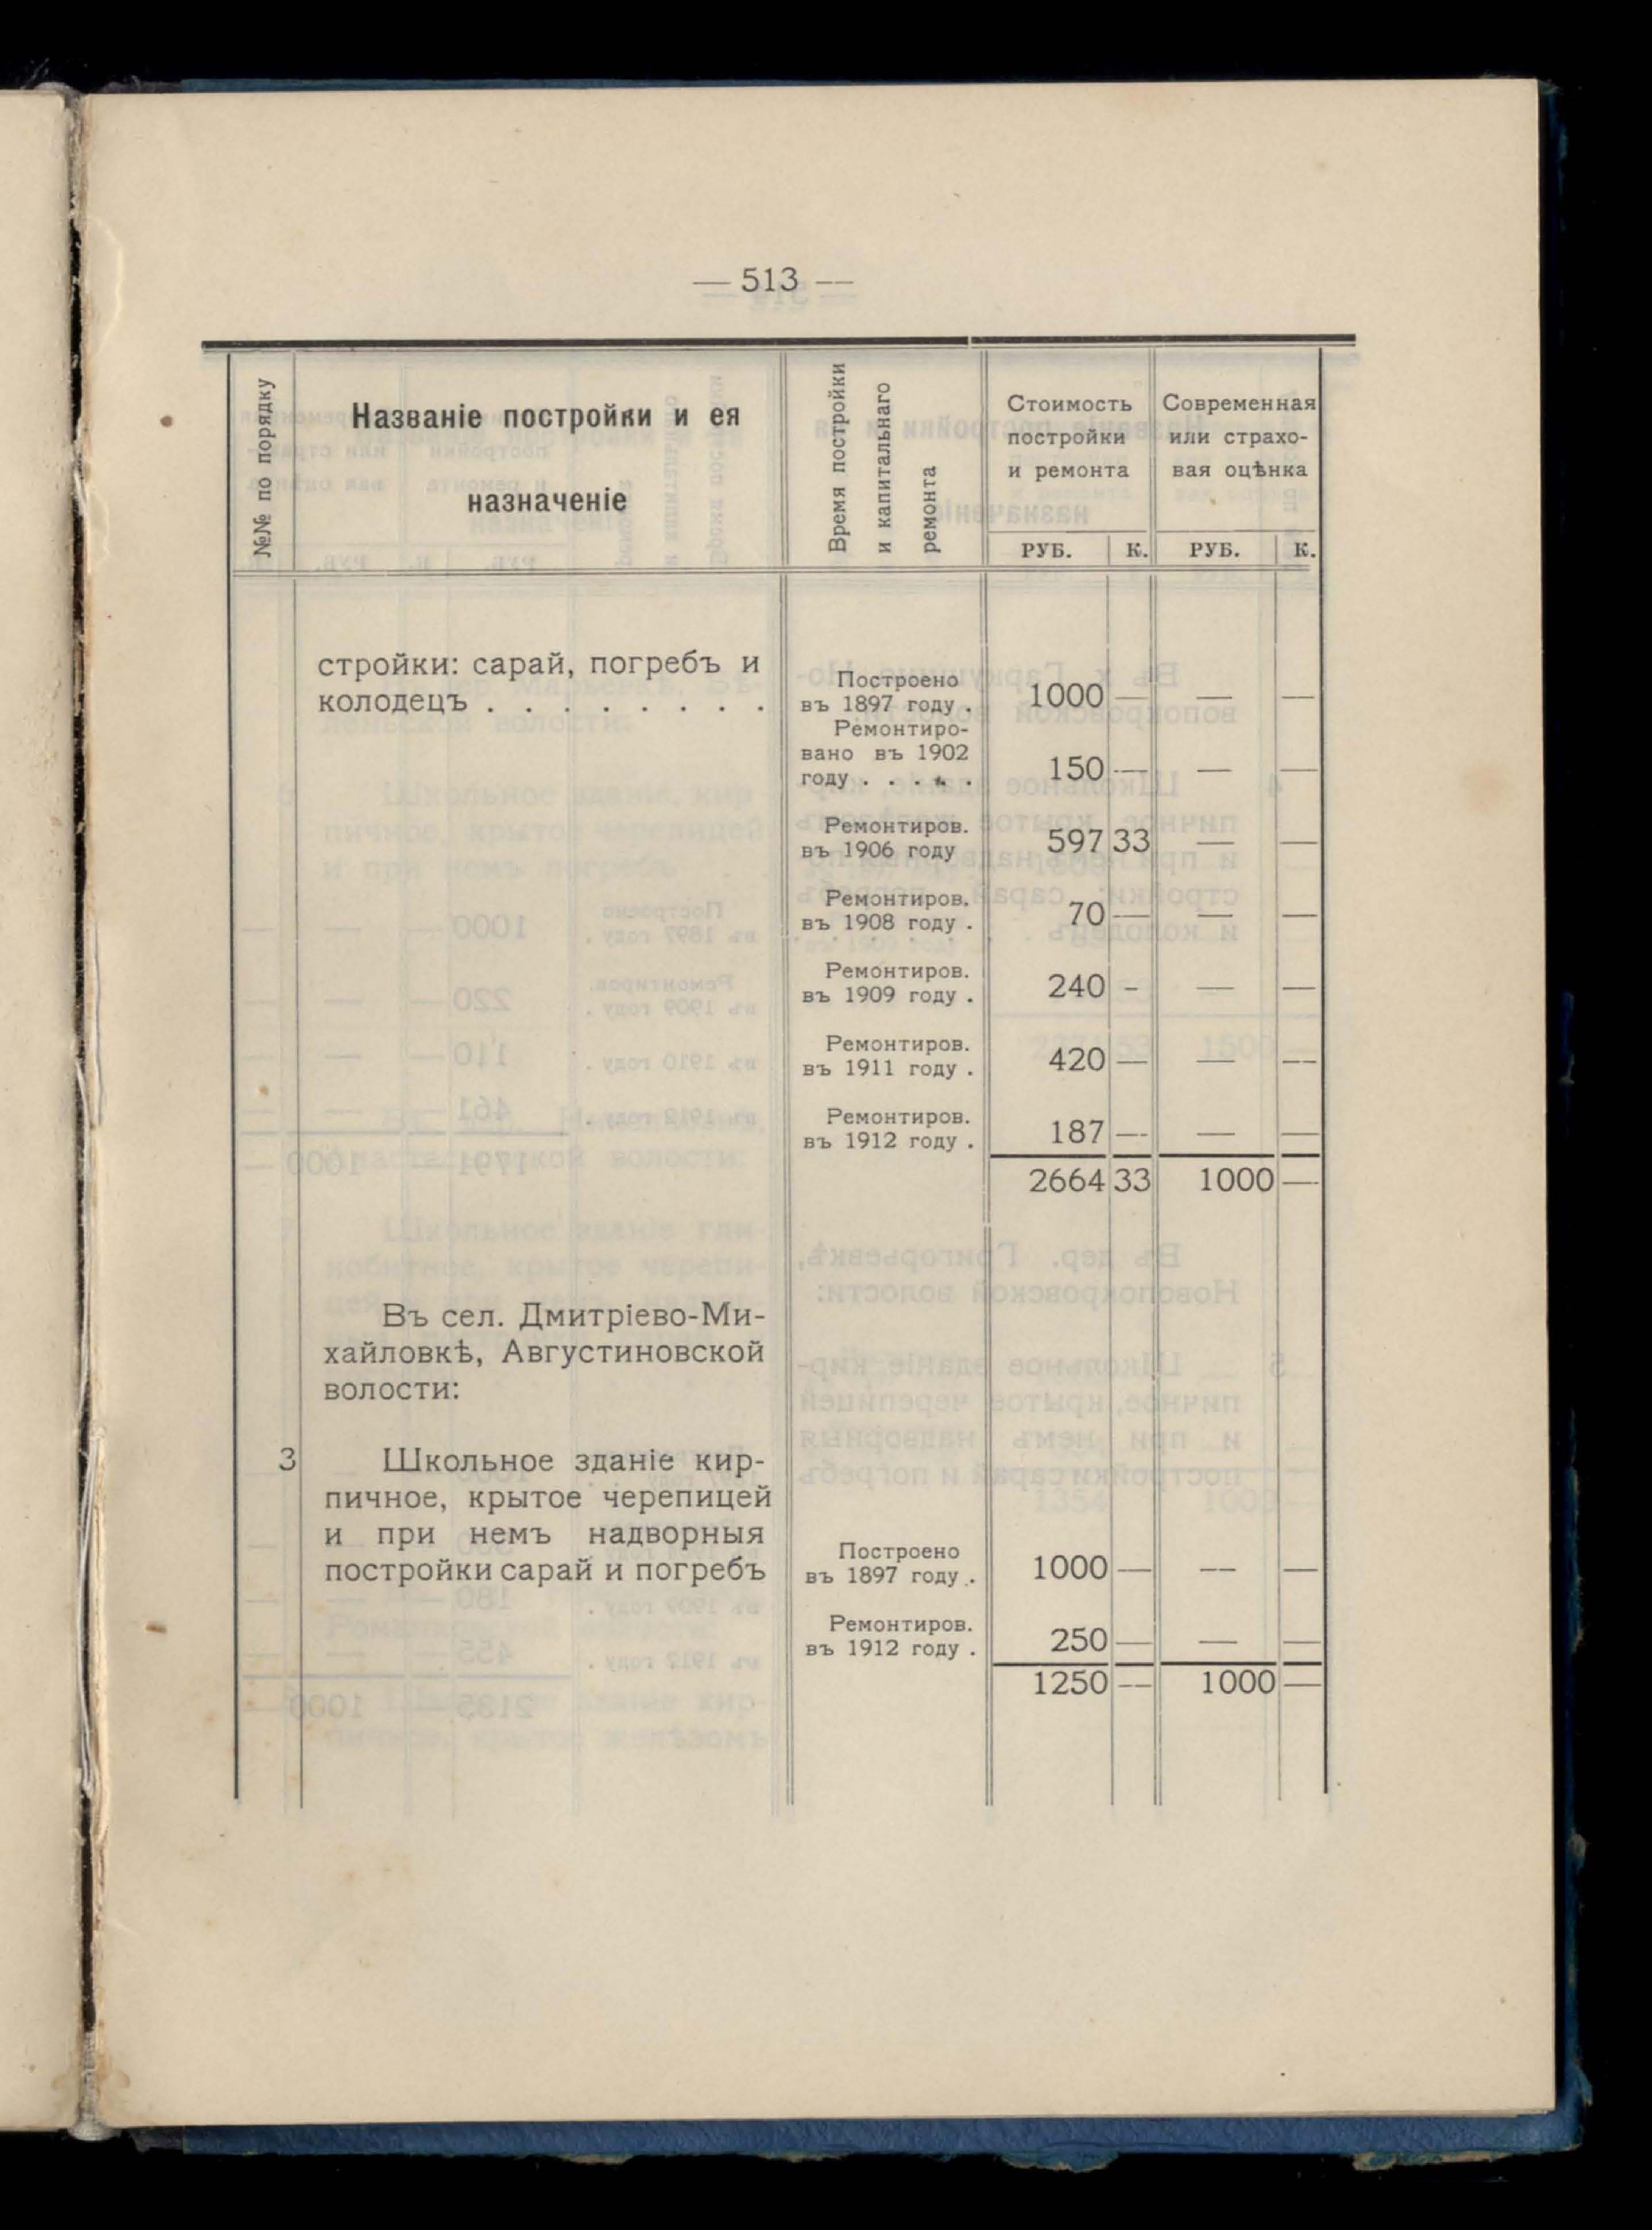 — 513 —
№№ по порядку
Названіе постройки и ея
назначеніе
Время постройки
и капитальнаго
ремонта
Стоимость
постройки
и ремонта
Современная
или страхо-
вая оцѣнка
РУБ. К. РУБ. К.
стройки: сарай, погребъ и
колодецъ . . . . . . . .
Построено
въ 1897 году . 1000 — — —
Ремонтиро-
вано въ 1902
году . . . . . 150 — — —
Ремонтиров.
въ 1906 году 597 33 — —
Ремонтиров.
въ 1908 году . 70 — — —
Ремонтиров.
въ 1909 году . 240 - — —
Ремонтиров.
въ 1911 году . 420 — — —
Ремонтиров.
въ 1912 году . 187 — — —
2664 33 1000 —
Въ сел. Дмитріево-Ми-
хайловкѣ, Августиновской
волости:
3 Школьное зданіе кир-
пичное, крытое черепицей
и при немъ надворныя
постройки сарай и погребъ
Построено
въ 1897 году . 1000 — — —
Ремонтиров.
въ 1912 году . 250 — — —
1250 — 1000 —